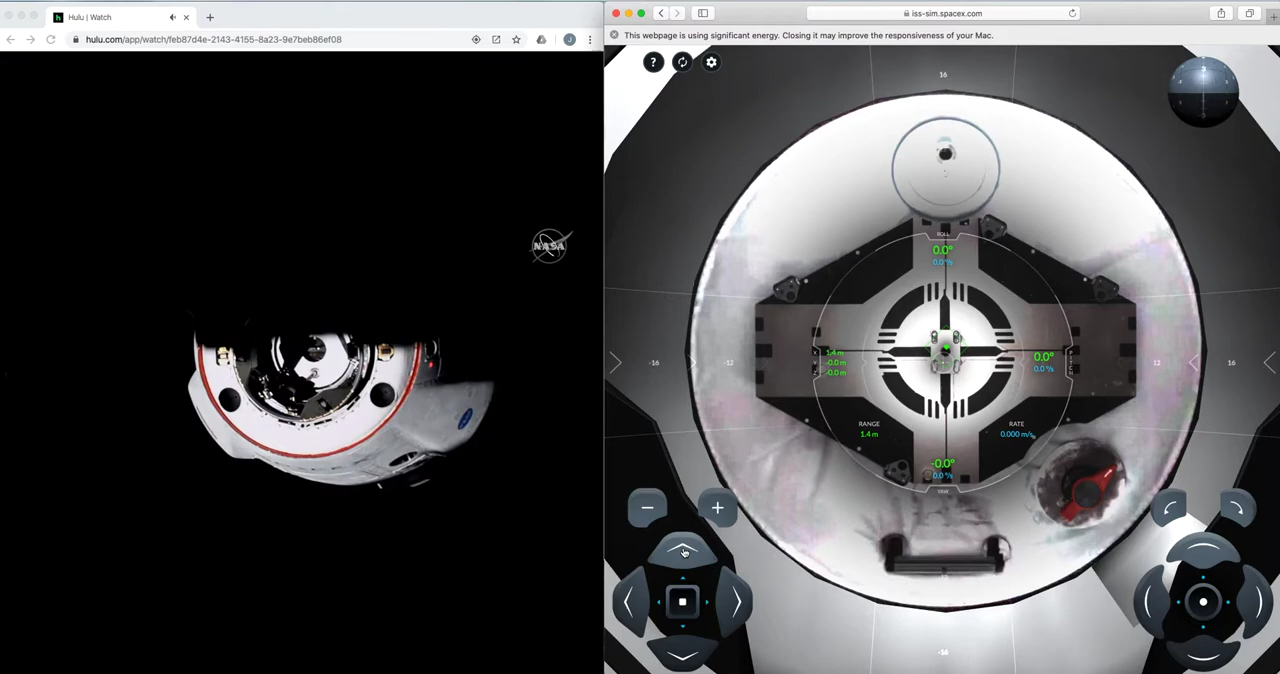 h Hulu | Watch
hulu.com/app/watch/feb87d4e-2143-4155-8a23-9e7beb86ef08
J
NASA
iss-sim.spacex.com
This webpage is using significant energy. Closing it may improve the responsiveness of your Mac.
?
16
ROLL
0.0°
0.0 °/s
-16
-12
X 1.4 m
Y -0.0 m
Z -0.0 m
0.0°
0.0 °/s
PITCH
12
16
RANGE
1.4 m
RATE
0.000 m/s
-0.0°
0.0 °/s
YAW
-16